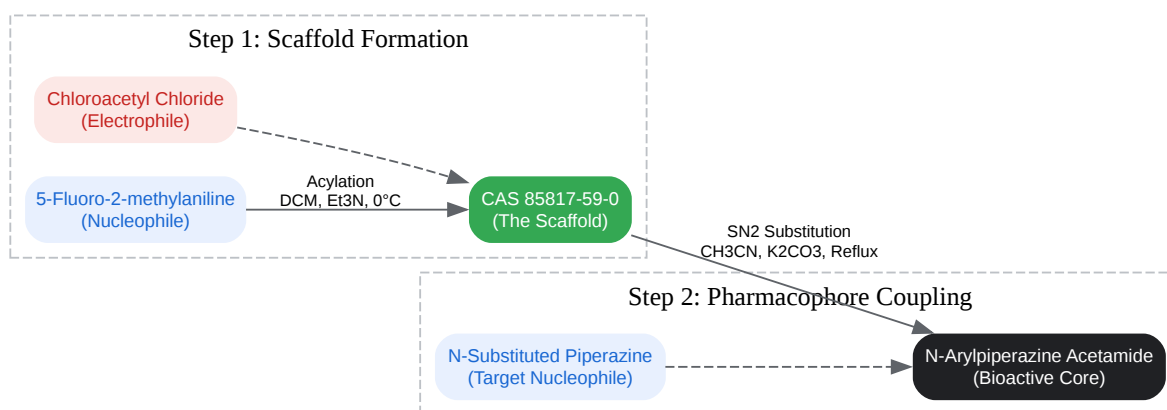 Step 1: Scaffold Formation
Chloroacetyl Chloride
(Electrophile)
5-Fluoro-2-methylaniline
(Nucleophile)
Acylation
DCM, Et3N, 0°C
CAS 85817-59-0
(The Scaffold)
SN2 Substitution
CH3CN, K2CO3, Reflux
Step 2: Pharmacophore Coupling
N-Substituted Piperazine
(Target Nucleophile)
N-Arylpiperazine Acetamide
(Bioactive Core)